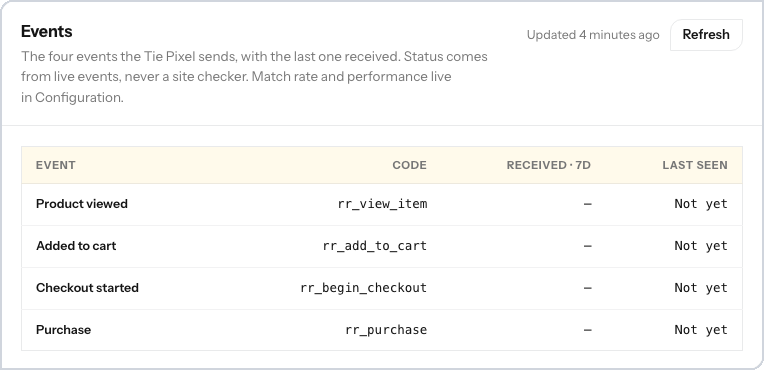 Events
Updated 4 minutes ago Refresh
The four events the Tie Pixel sends, with the last one received. Status comes
from live events, never a site checker. Match rate and performance live
in Configuration.
EVENT CODE RECEIVED · 7D LAST SEEN
Product viewed rr_view_item — Not yet
Added to cart rr_add_to_cart — Not yet
Checkout started rr_begin_checkout — Not yet
Purchase rr_purchase — Not yet